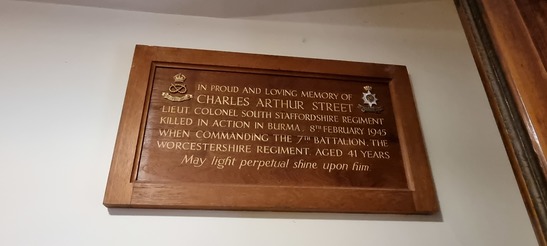 IN PROUD AND LOVING MEMORY OF
CHARLES ARTHUR STREET
LIEUT. COLONEL SOUTH STAFFORDSHIRE REGIMENT
KILLED IN ACTION IN BURMA, 8TH FEBRUARY 1945
WHEN COMMANDING THE 7TH BATTALION, THE
WORCESTERSHIRE REGIMENT, AGED 41 YEARS
May light perpetual shine upon him